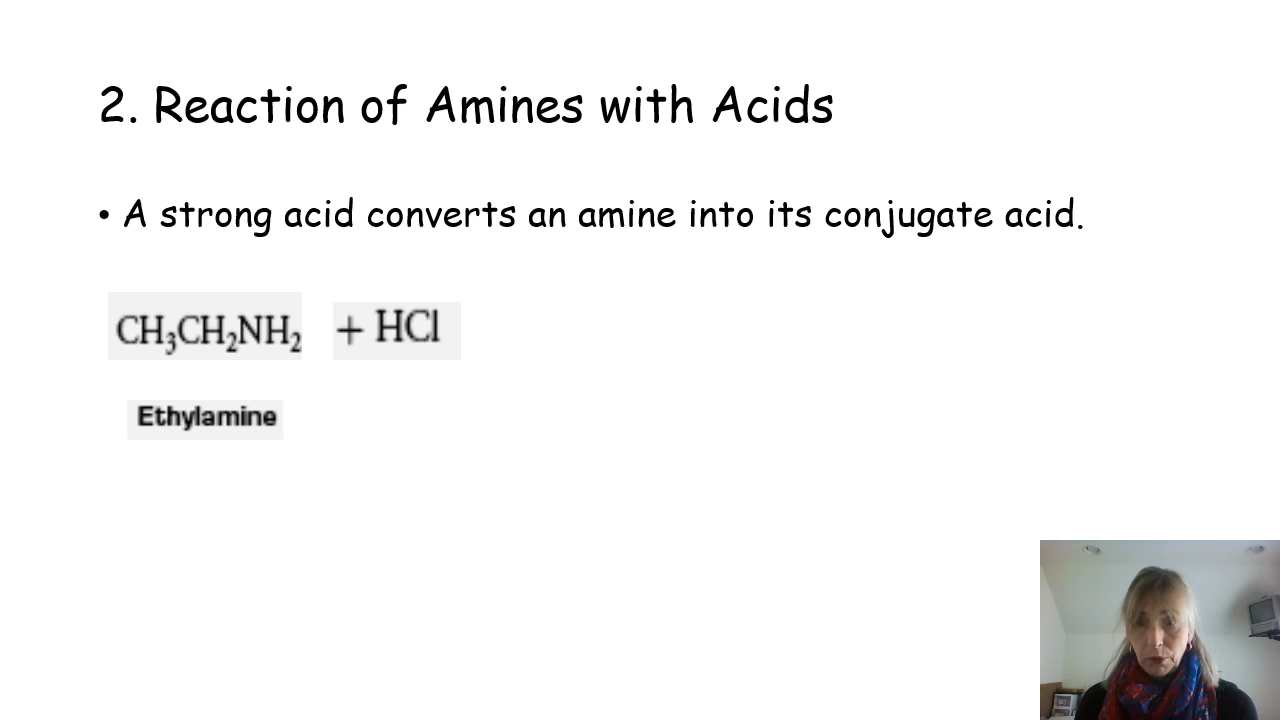 2. Reaction of Amines with Acids
• A strong acid converts an amine into its conjugate acid.
CH₃CH₂NH₂ + HCl
Ethylamine